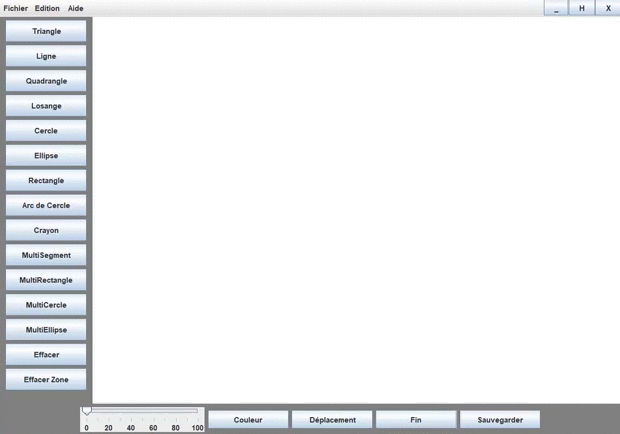 Fichier Edition Aide
_ H X
Triangle
Ligne
Quadrangle
Losange
Cercle
Ellipse
Rectangle
Arc de Cercle
Crayon
MultiSegment
MultiRectangle
MultiCercle
MultiEllipse
Effacer
Effacer Zone
0 20 40 60 80 100
Couleur Déplacement Fin Sauvegarder